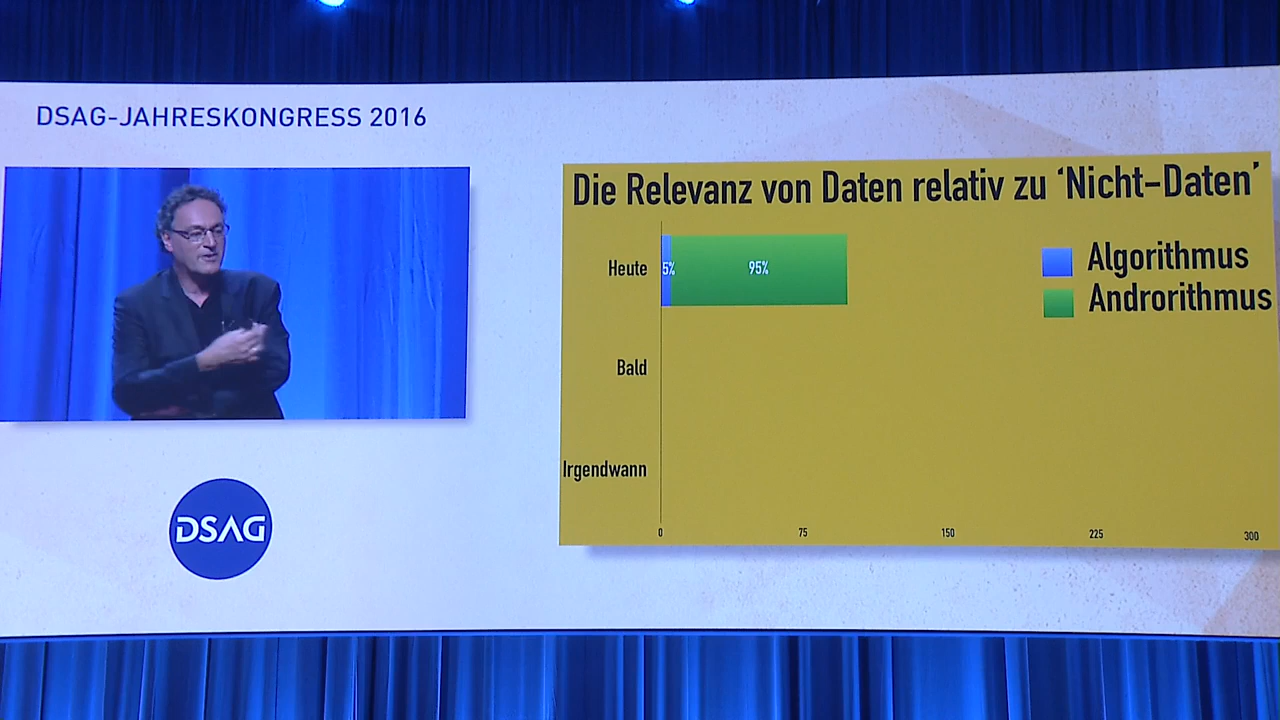 DSAG-JAHRESKONGRESS 2016
Die Relevanz von Daten relativ zu ‘Nicht-Daten’
Heute
5%
95%
Algorithmus
Androrithmus
Bald
Irgendwann
0
75
150
225
300
DSAG